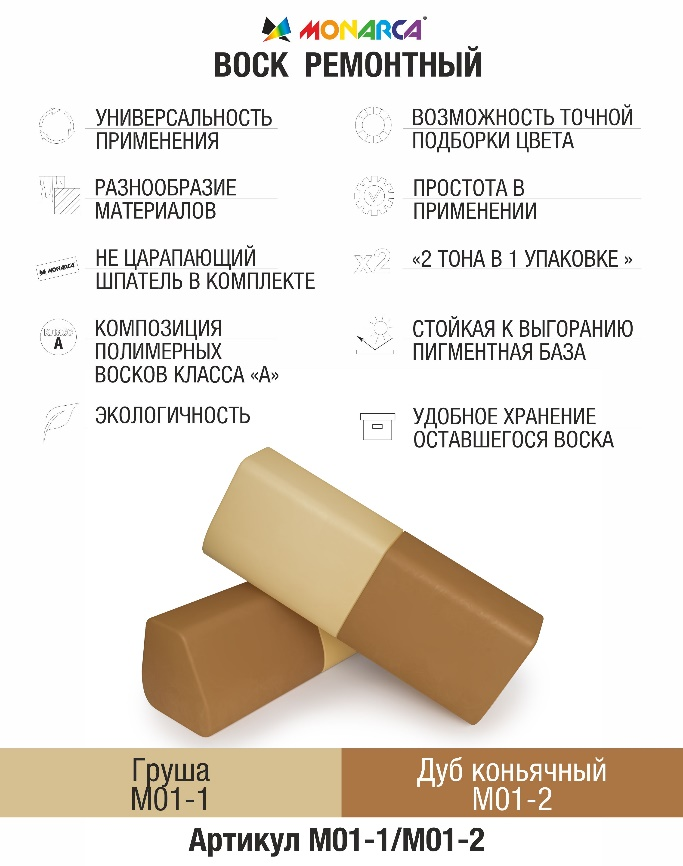 MONARCA®
ВОСК РЕМОНТНЫЙ
УНИВЕРСАЛЬНОСТЬ
ПРИМЕНЕНИЯ
РАЗНООБРАЗИЕ
МАТЕРИАЛОВ
MONARCA
НЕ ЦАРАПАЮЩИЙ
ШПАТЕЛЬ В КОМПЛЕКТЕ
КЛАСС
А
КОМПОЗИЦИЯ
ПОЛИМЕРНЫХ
ВОСКОВ КЛАССА «А»
ЭКОЛОГИЧНОСТЬ
ВОЗМОЖНОСТЬ ТОЧНОЙ
ПОДБОРКИ ЦВЕТА
ПРОСТОТА В
ПРИМЕНЕНИИ
x2
«2 ТОНА В 1 УПАКОВКЕ »
СТОЙКАЯ К ВЫГОРАНИЮ
ПИГМЕНТНАЯ БАЗА
УДОБНОЕ ХРАНЕНИЕ
ОСТАВШЕГОСЯ ВОСКА
Груша
М01-1
Дуб коньячный
М01-2
Артикул М01-1/М01-2